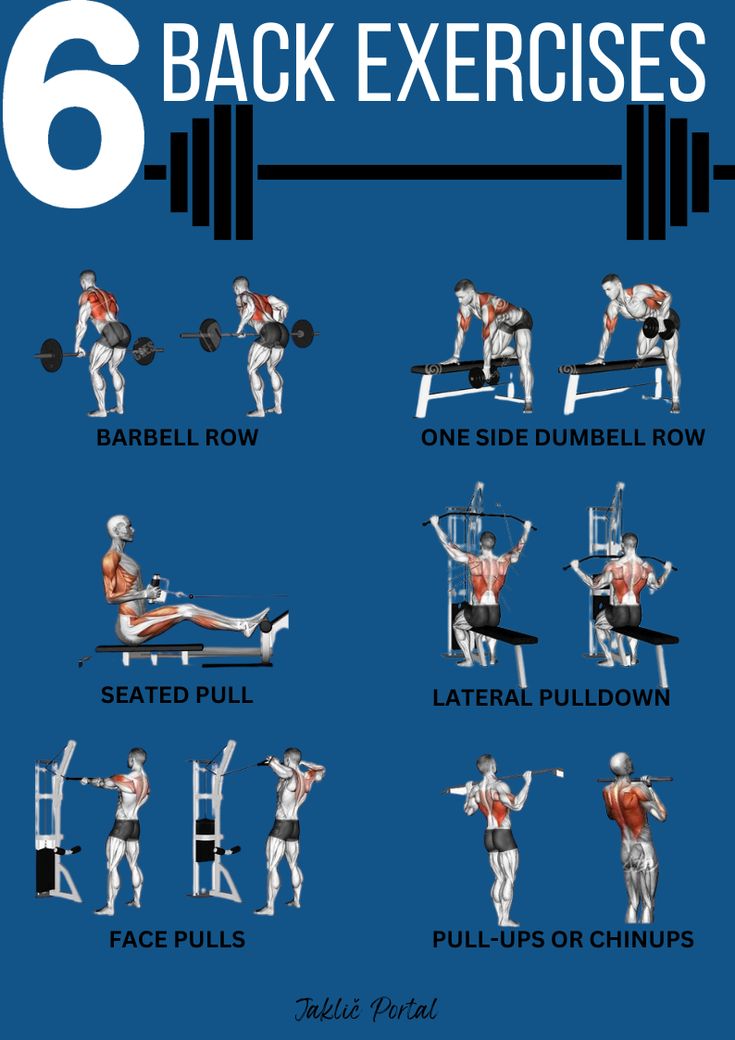 6
BACK EXERCISES
BARBELL ROW
ONE SIDE DUMBELL ROW
SEATED PULL
LATERAL PULLDOWN
FACE PULLS
PULL-UPS OR CHINUPS
Jaklič Portal